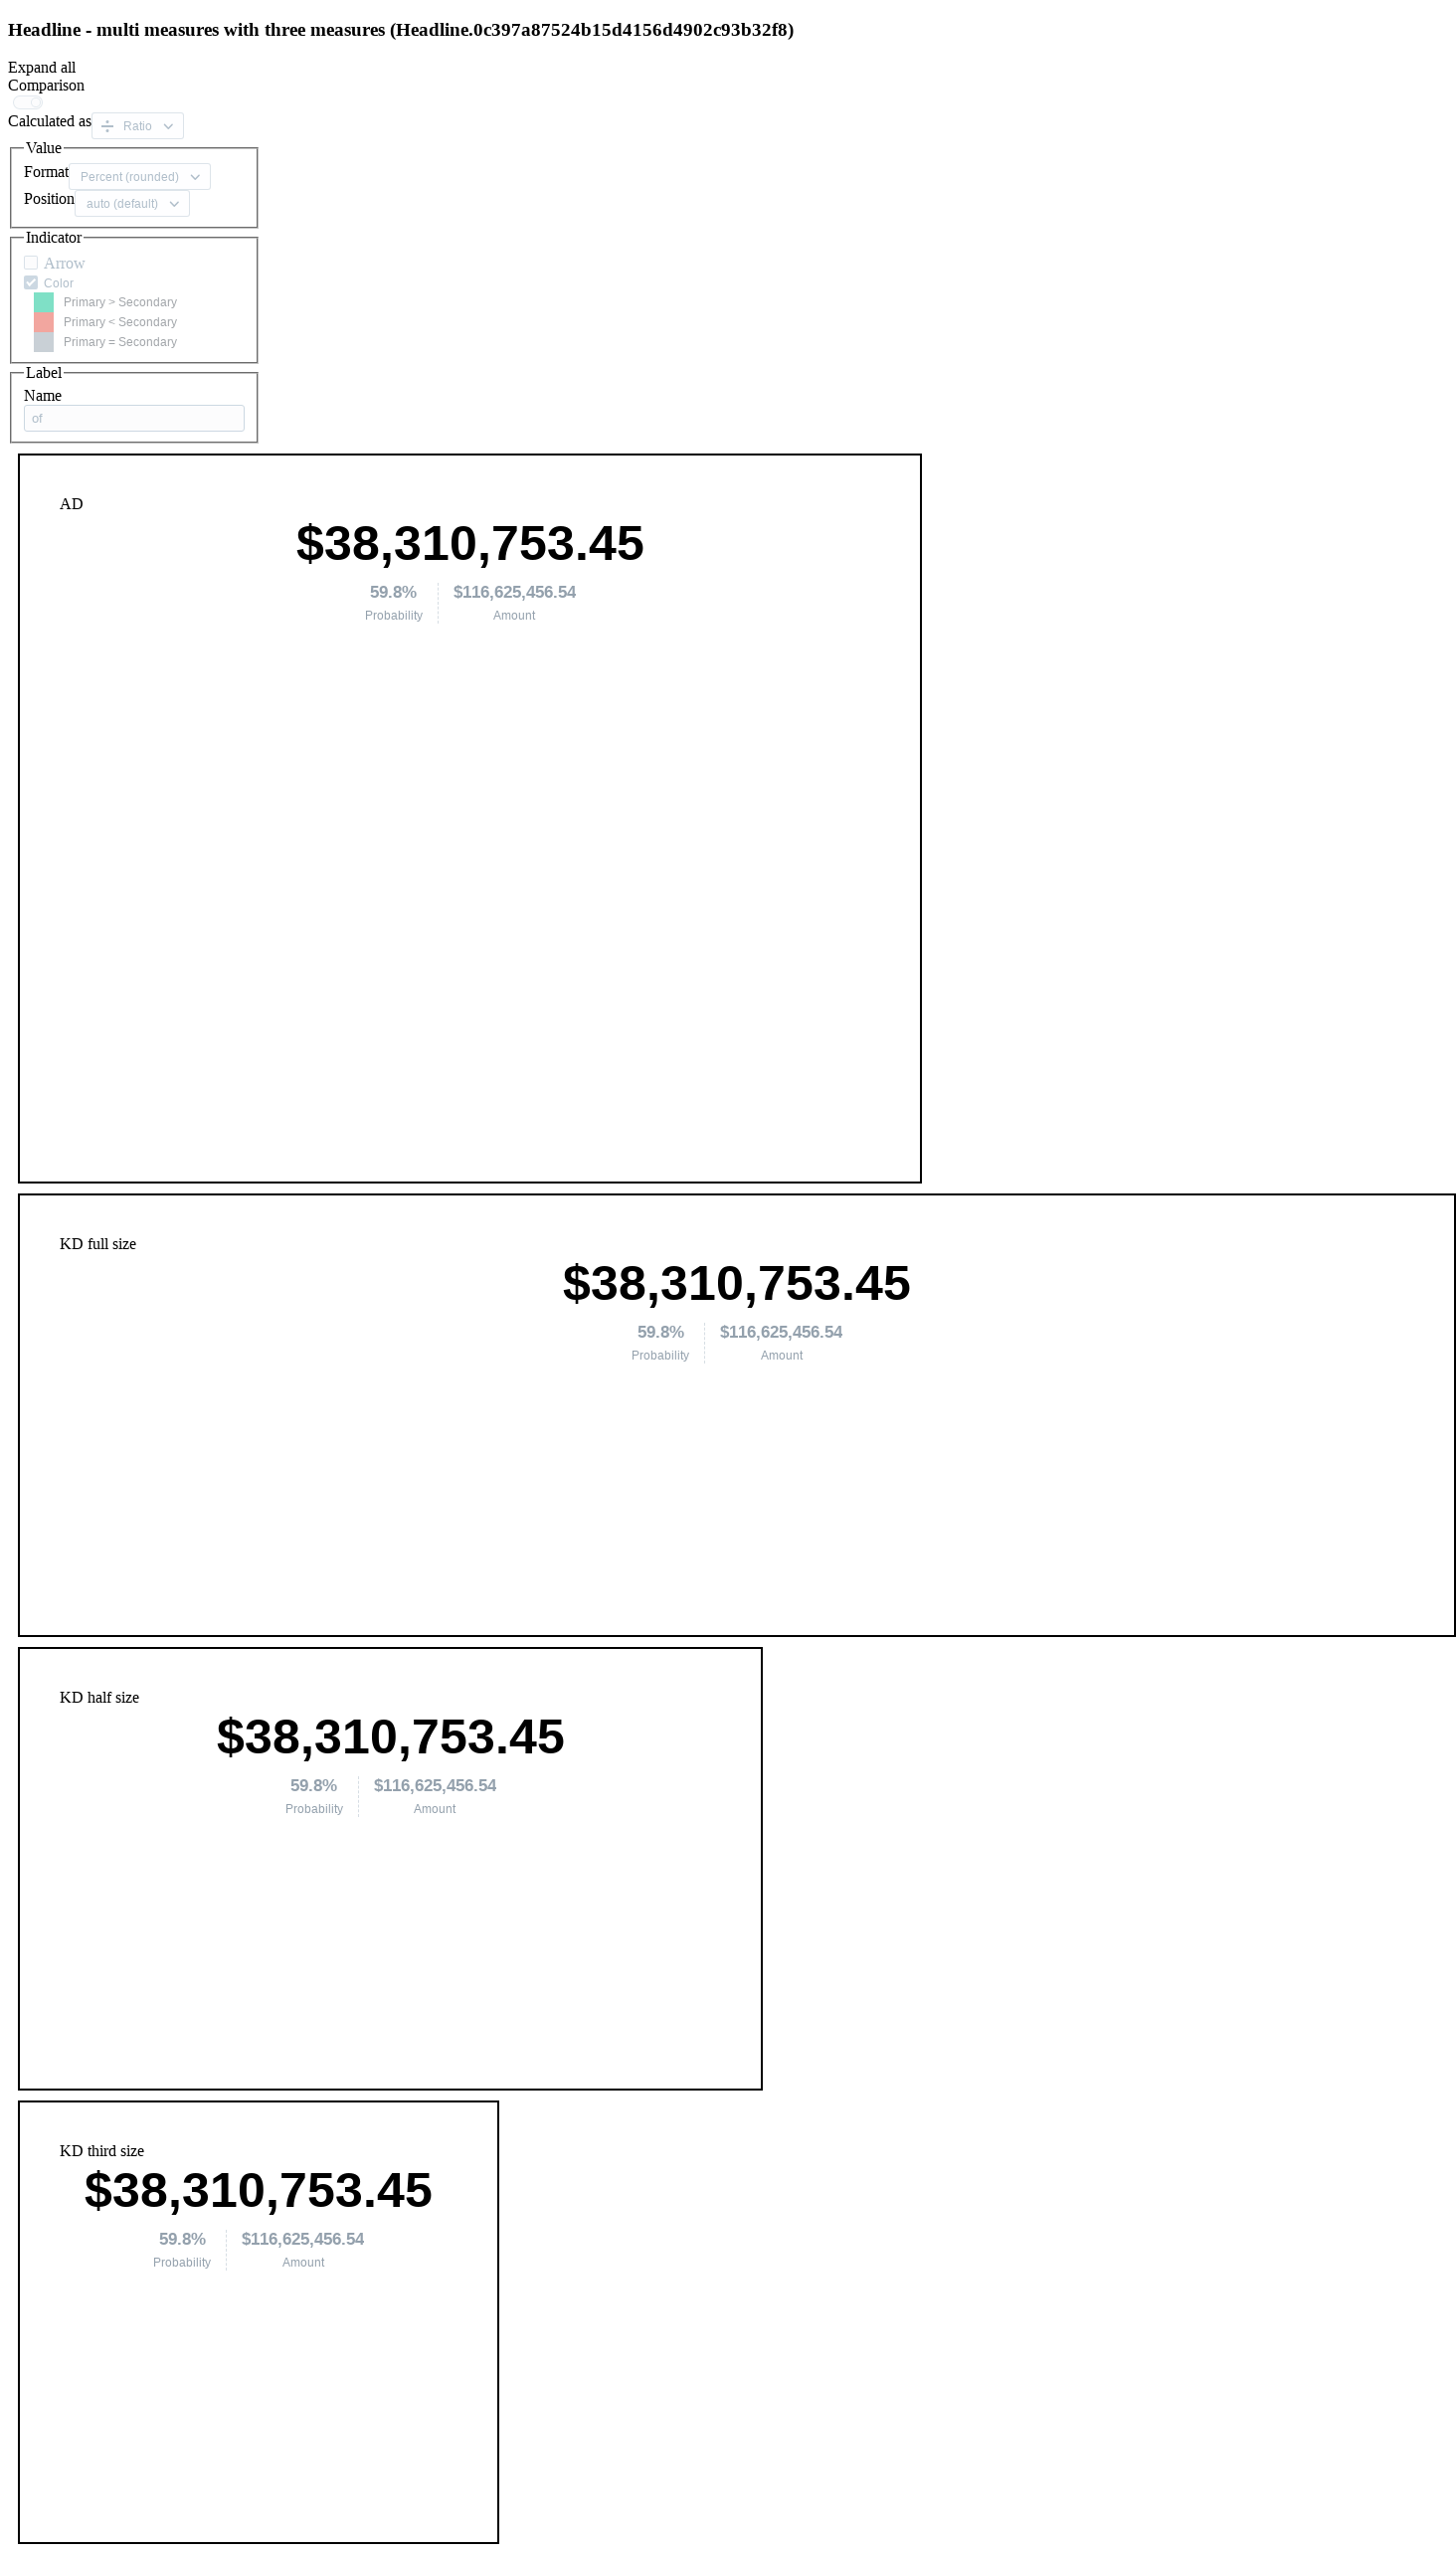 Headline - multi measures with three measures (Headline.0c397a87524b15d4156d4902c93b32f8)
Expand all
Comparison
Calculated as Ratio
Value
Format Percent (rounded)
Position auto (default)
Indicator
Arrow
Color
Primary > Secondary
Primary < Secondary
Primary = Secondary
Label
Name
of
AD
$38,310,753.45
59.8% $116,625,456.54
Probability Amount
KD full size
$38,310,753.45
59.8% $116,625,456.54
Probability Amount
KD half size
$38,310,753.45
59.8% $116,625,456.54
Probability Amount
KD third size
$38,310,753.45
59.8% $116,625,456.54
Probability Amount